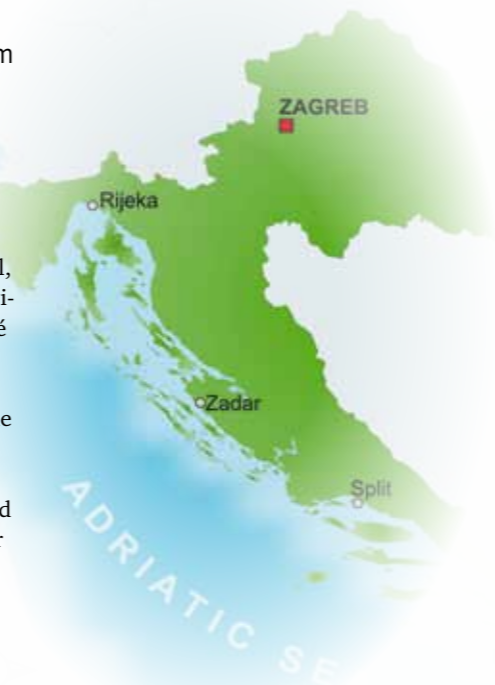 m
ZAGREB
Rijeka
l,
i-
é
Zadar
e
Split
d
r
ADRIATIC SE